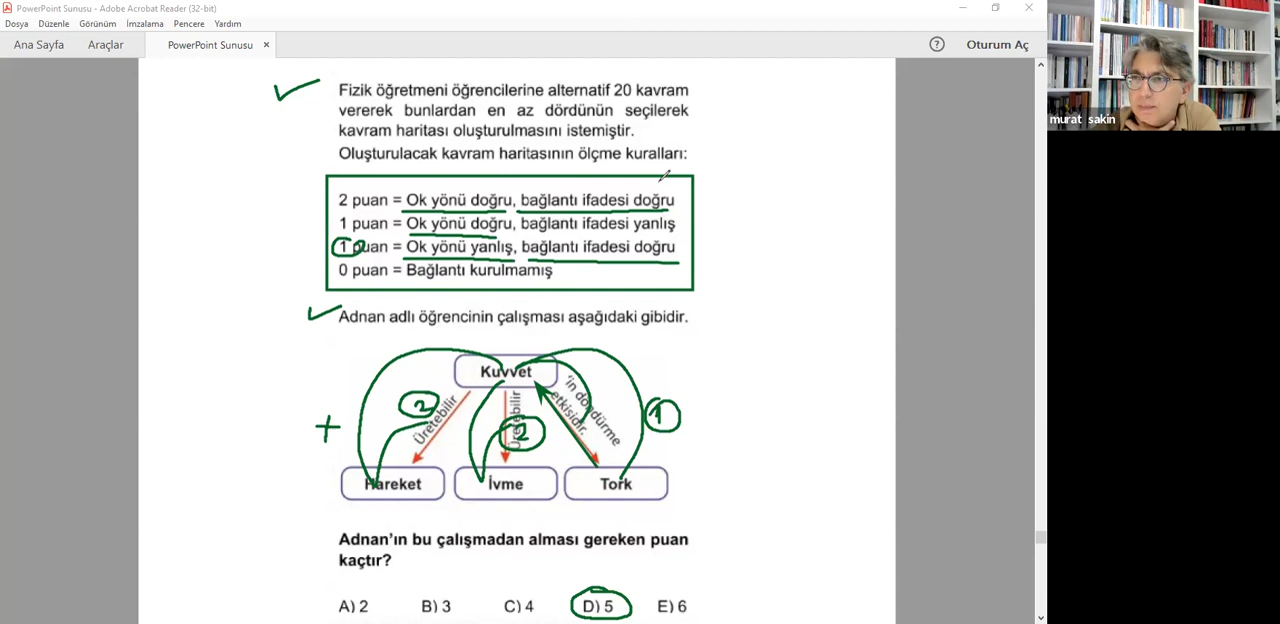 PowerPoint Sunusu - Adobe Acrobat Reader (32-bit)
Dosya Düzenle Görünüm İmzalama Pencere Yardım
Ana Sayfa Araçlar PowerPoint Sunusu × ? Oturum Aç
Fizik öğretmeni öğrencilerine alternatif 20 kavram
vererek bunlardan en az dördünün seçilerek
kavram haritası oluşturulmasını istemiştir.
Oluşturulacak kavram haritasının ölçme kuralları:
murat sakin
2 puan = Ok yönü doğru, bağlantı ifadesi doğru
1 puan = Ok yönü doğru, bağlantı ifadesi yanlış
1 puan = Ok yönü yanlış, bağlantı ifadesi doğru
0 puan = Bağlantı kurulmamış
Adnan adlı öğrencinin çalışması aşağıdaki gibidir.
Kuvvet
Üretebilir
2
Üretebilir
2
'in döndürme
etkisidir.
1
+
Hareket İvme Tork
Adnan'ın bu çalışmadan alması gereken puan
kaçtır?
A) 2 B) 3 C) 4 D) 5 E) 6